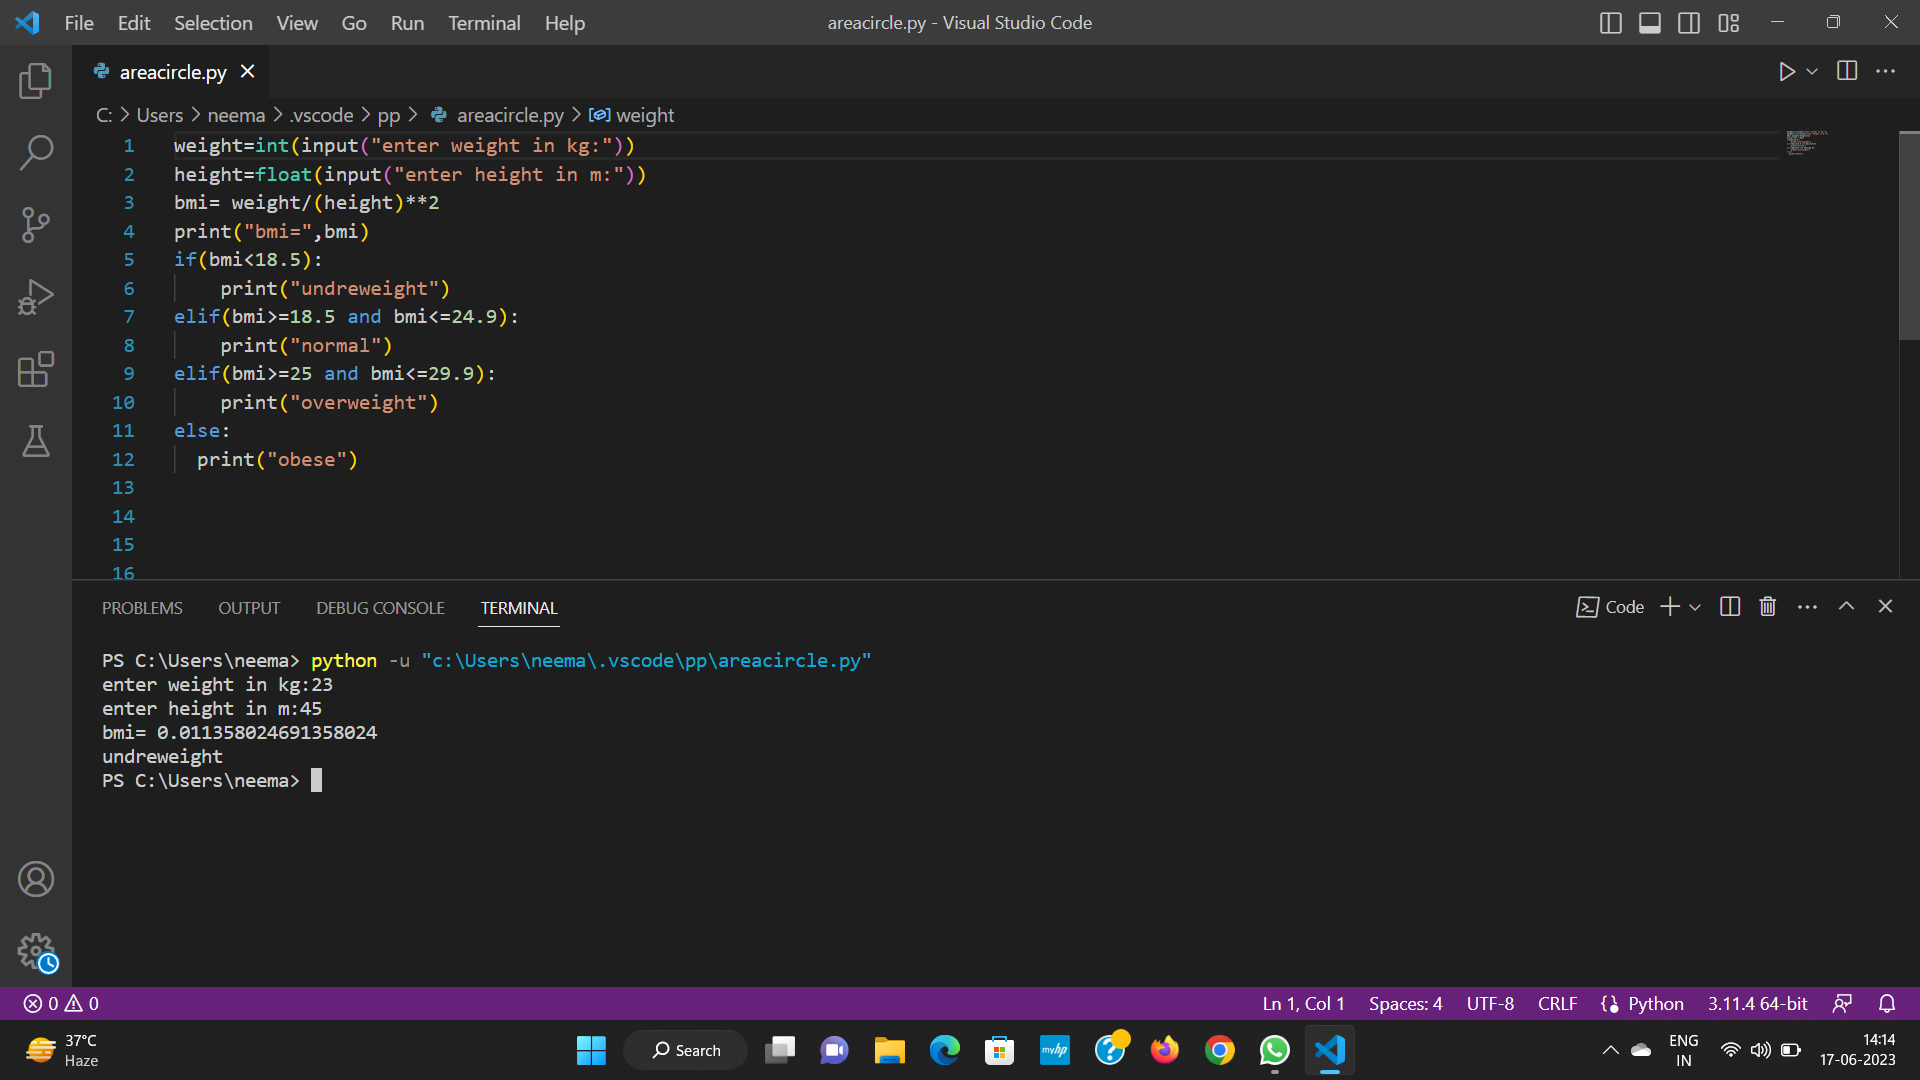 File Edit Selection View Go Run Terminal Help areacircle.py - Visual Studio Code
areacircle.py
C: > Users > neema > .vscode > pp > areacircle.py > weight
1 weight=int(input("enter weight in kg:"))
2 height=float(input("enter height in m:"))
3 bmi= weight/(height)**2
4 print("bmi=",bmi)
5 if(bmi<18.5):
6     print("undreweight")
7 elif(bmi>=18.5 and bmi<=24.9):
8     print("normal")
9 elif(bmi>=25 and bmi<=29.9):
10     print("overweight")
11 else:
12   print("obese")
13
14
15
16
PROBLEMS OUTPUT DEBUG CONSOLE TERMINAL Code
PS C:\Users\neema> python -u "c:\Users\neema\.vscode\pp\areacircle.py"
enter weight in kg:23
enter height in m:45
bmi= 0.011358024691358024
undreweight
PS C:\Users\neema>
0 0 Ln 1, Col 1 Spaces: 4 UTF-8 CRLF Python 3.11.4 64-bit
37°C
Haze
Search
myhp
ENG
IN
14:14
17-06-2023